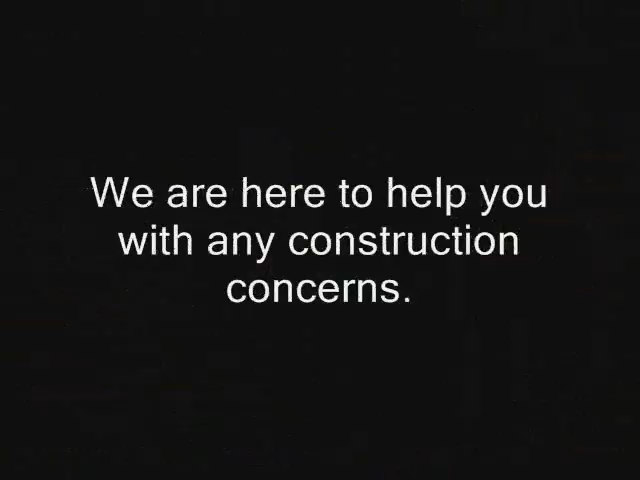 We are here to help you
with any construction
concerns.